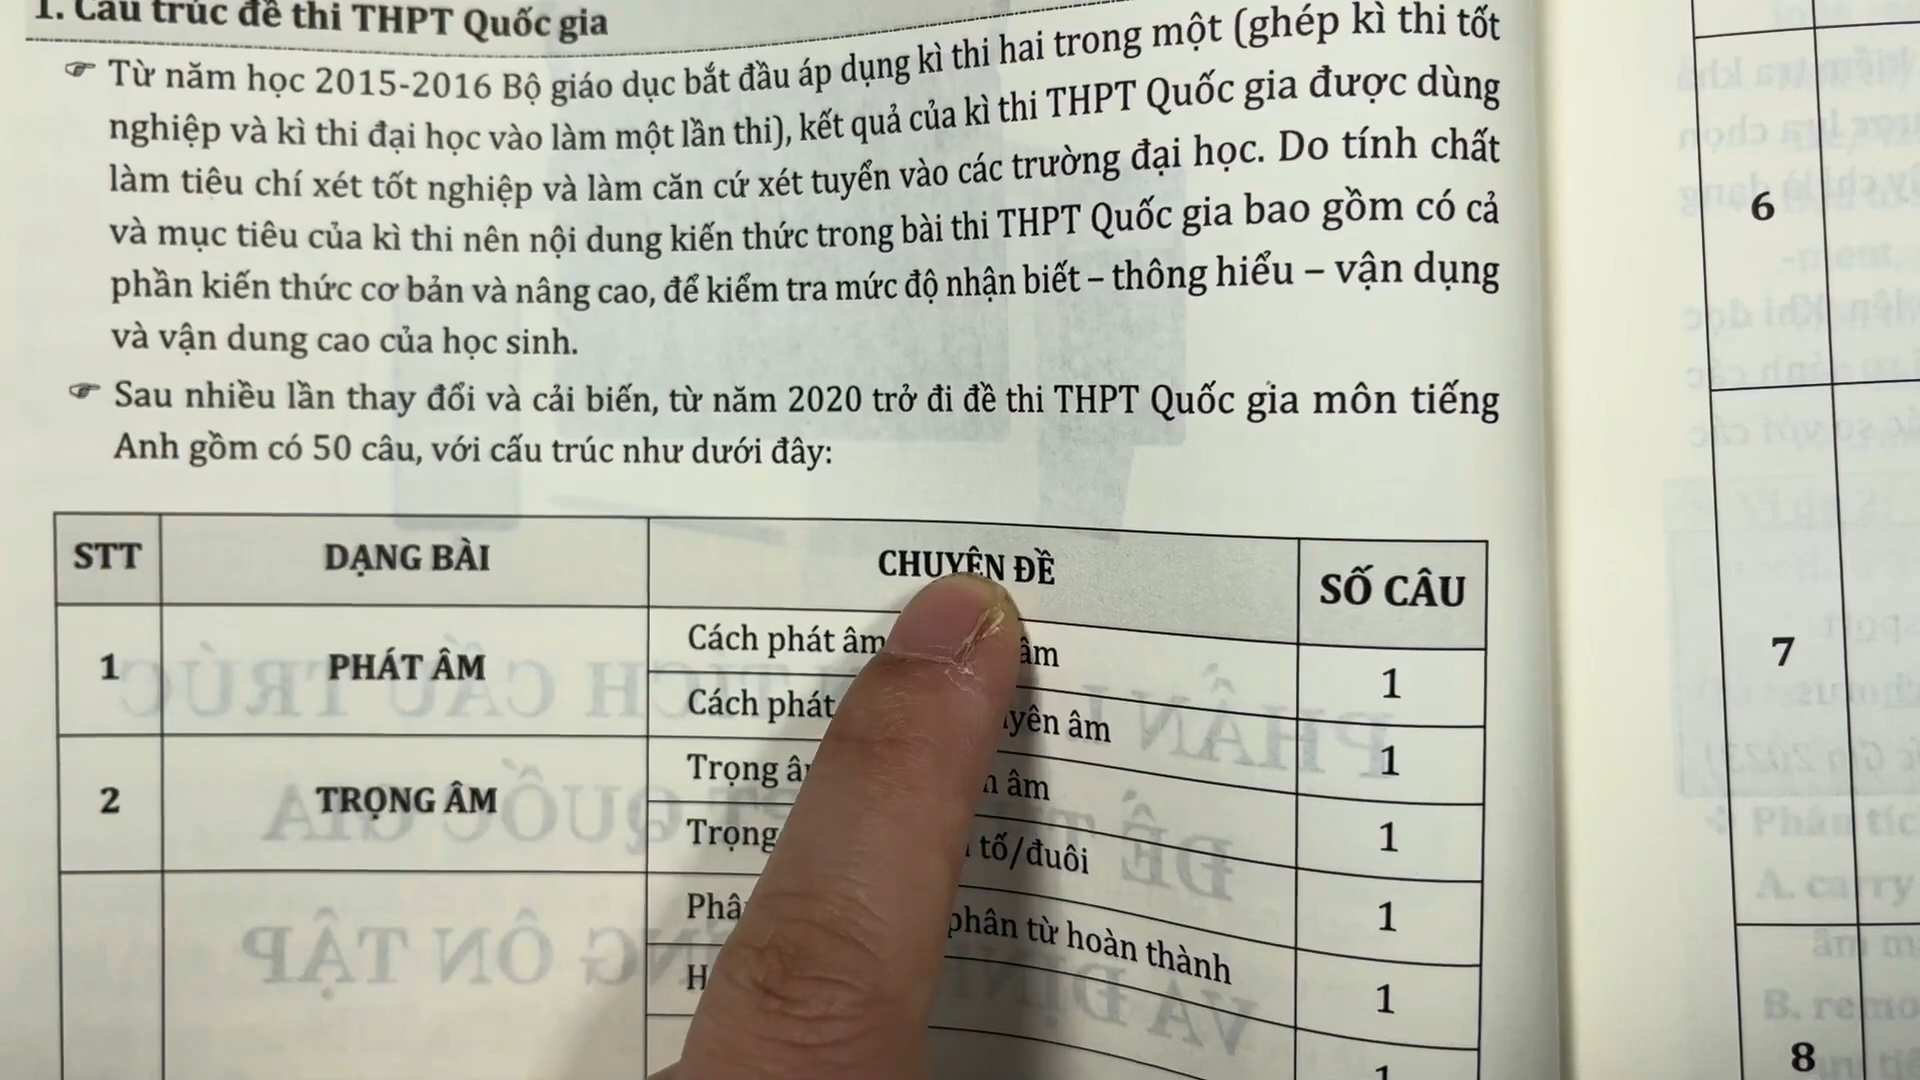 1. Cấu trúc đề thi THPT Quốc gia
Từ năm học 2015-2016 Bộ giáo dục bắt đầu áp dụng kì thi hai trong một (ghép kì thi tốt
nghiệp và kì thi đại học vào làm một lần thi), kết quả của kì thi THPT Quốc gia được dùng
làm tiêu chí xét tốt nghiệp và làm căn cứ xét tuyển vào các trường đại học. Do tính chất
và mục tiêu của kì thi nên nội dung kiến thức trong bài thi THPT Quốc gia bao gồm có cả
phần kiến thức cơ bản và nâng cao, để kiểm tra mức độ nhận biết – thông hiểu – vận dụng
và vận dung cao của học sinh.
Sau nhiều lần thay đổi và cải biến, từ năm 2020 trở đi đề thi THPT Quốc gia môn tiếng
Anh gồm có 50 câu, với cấu trúc như dưới đây:
STT DẠNG BÀI CHUYÊN ĐỀ SỐ CÂU
1 PHÁT ÂM Cách phát âm âm 1
Cách phát âm 1
2 TRỌNG ÂM Trọng âm 1
Trọng tố/đuôi 1
phân từ hoàn thành 1
1
6
7
8